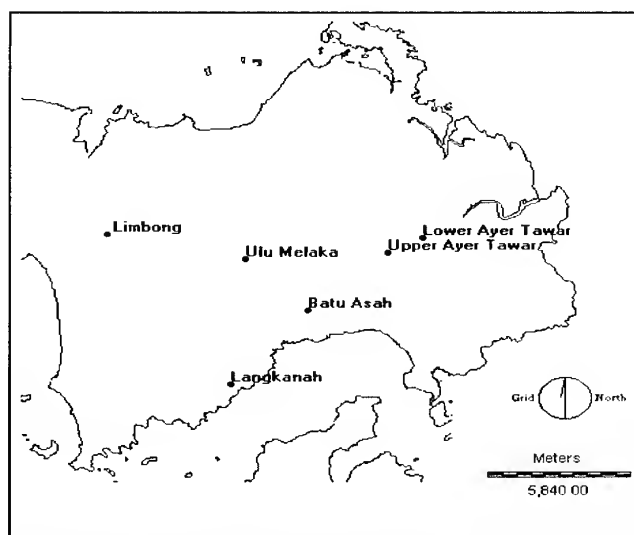 Limbong
Lower Ayer Tawar
Upper Ayer Tawar
Ulu Melaka
Batu Asah
Langkanah
Grid North
Meters
5,840 00